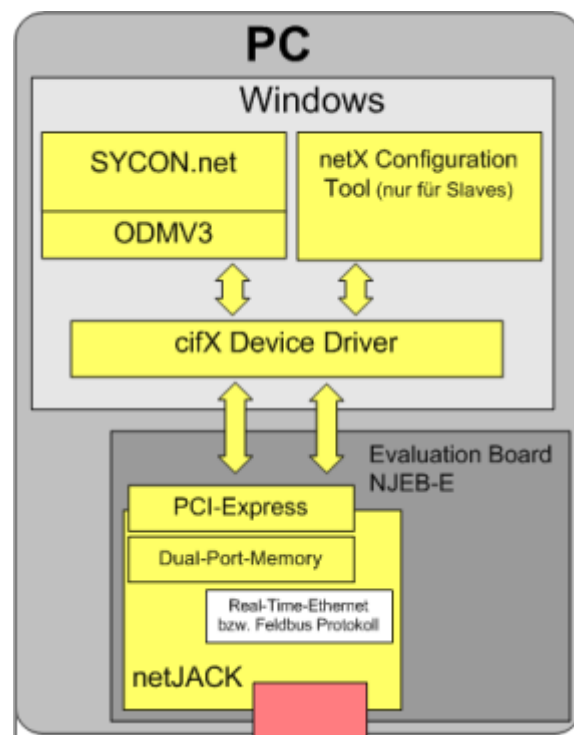 PC
Windows
SYCON.net
ODMV3
netX Configuration
Tool (nur für Slaves)
cifX Device Driver
Evaluation Board
NJEB-E
PCI-Express
Dual-Port-Memory
Real-Time-Ethernet
bzw. Feldbus Protokoll
netJACK